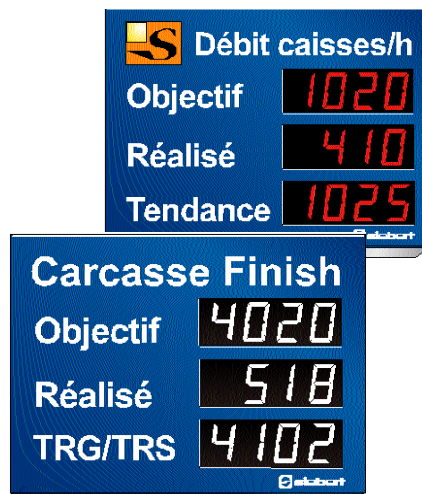 Débit caisses/h
Objectif 1020
Réalisé 410
Tendance 1025
Carcasse Finish
Objectif 4020
Réalisé 518
TRG/TRS 4102